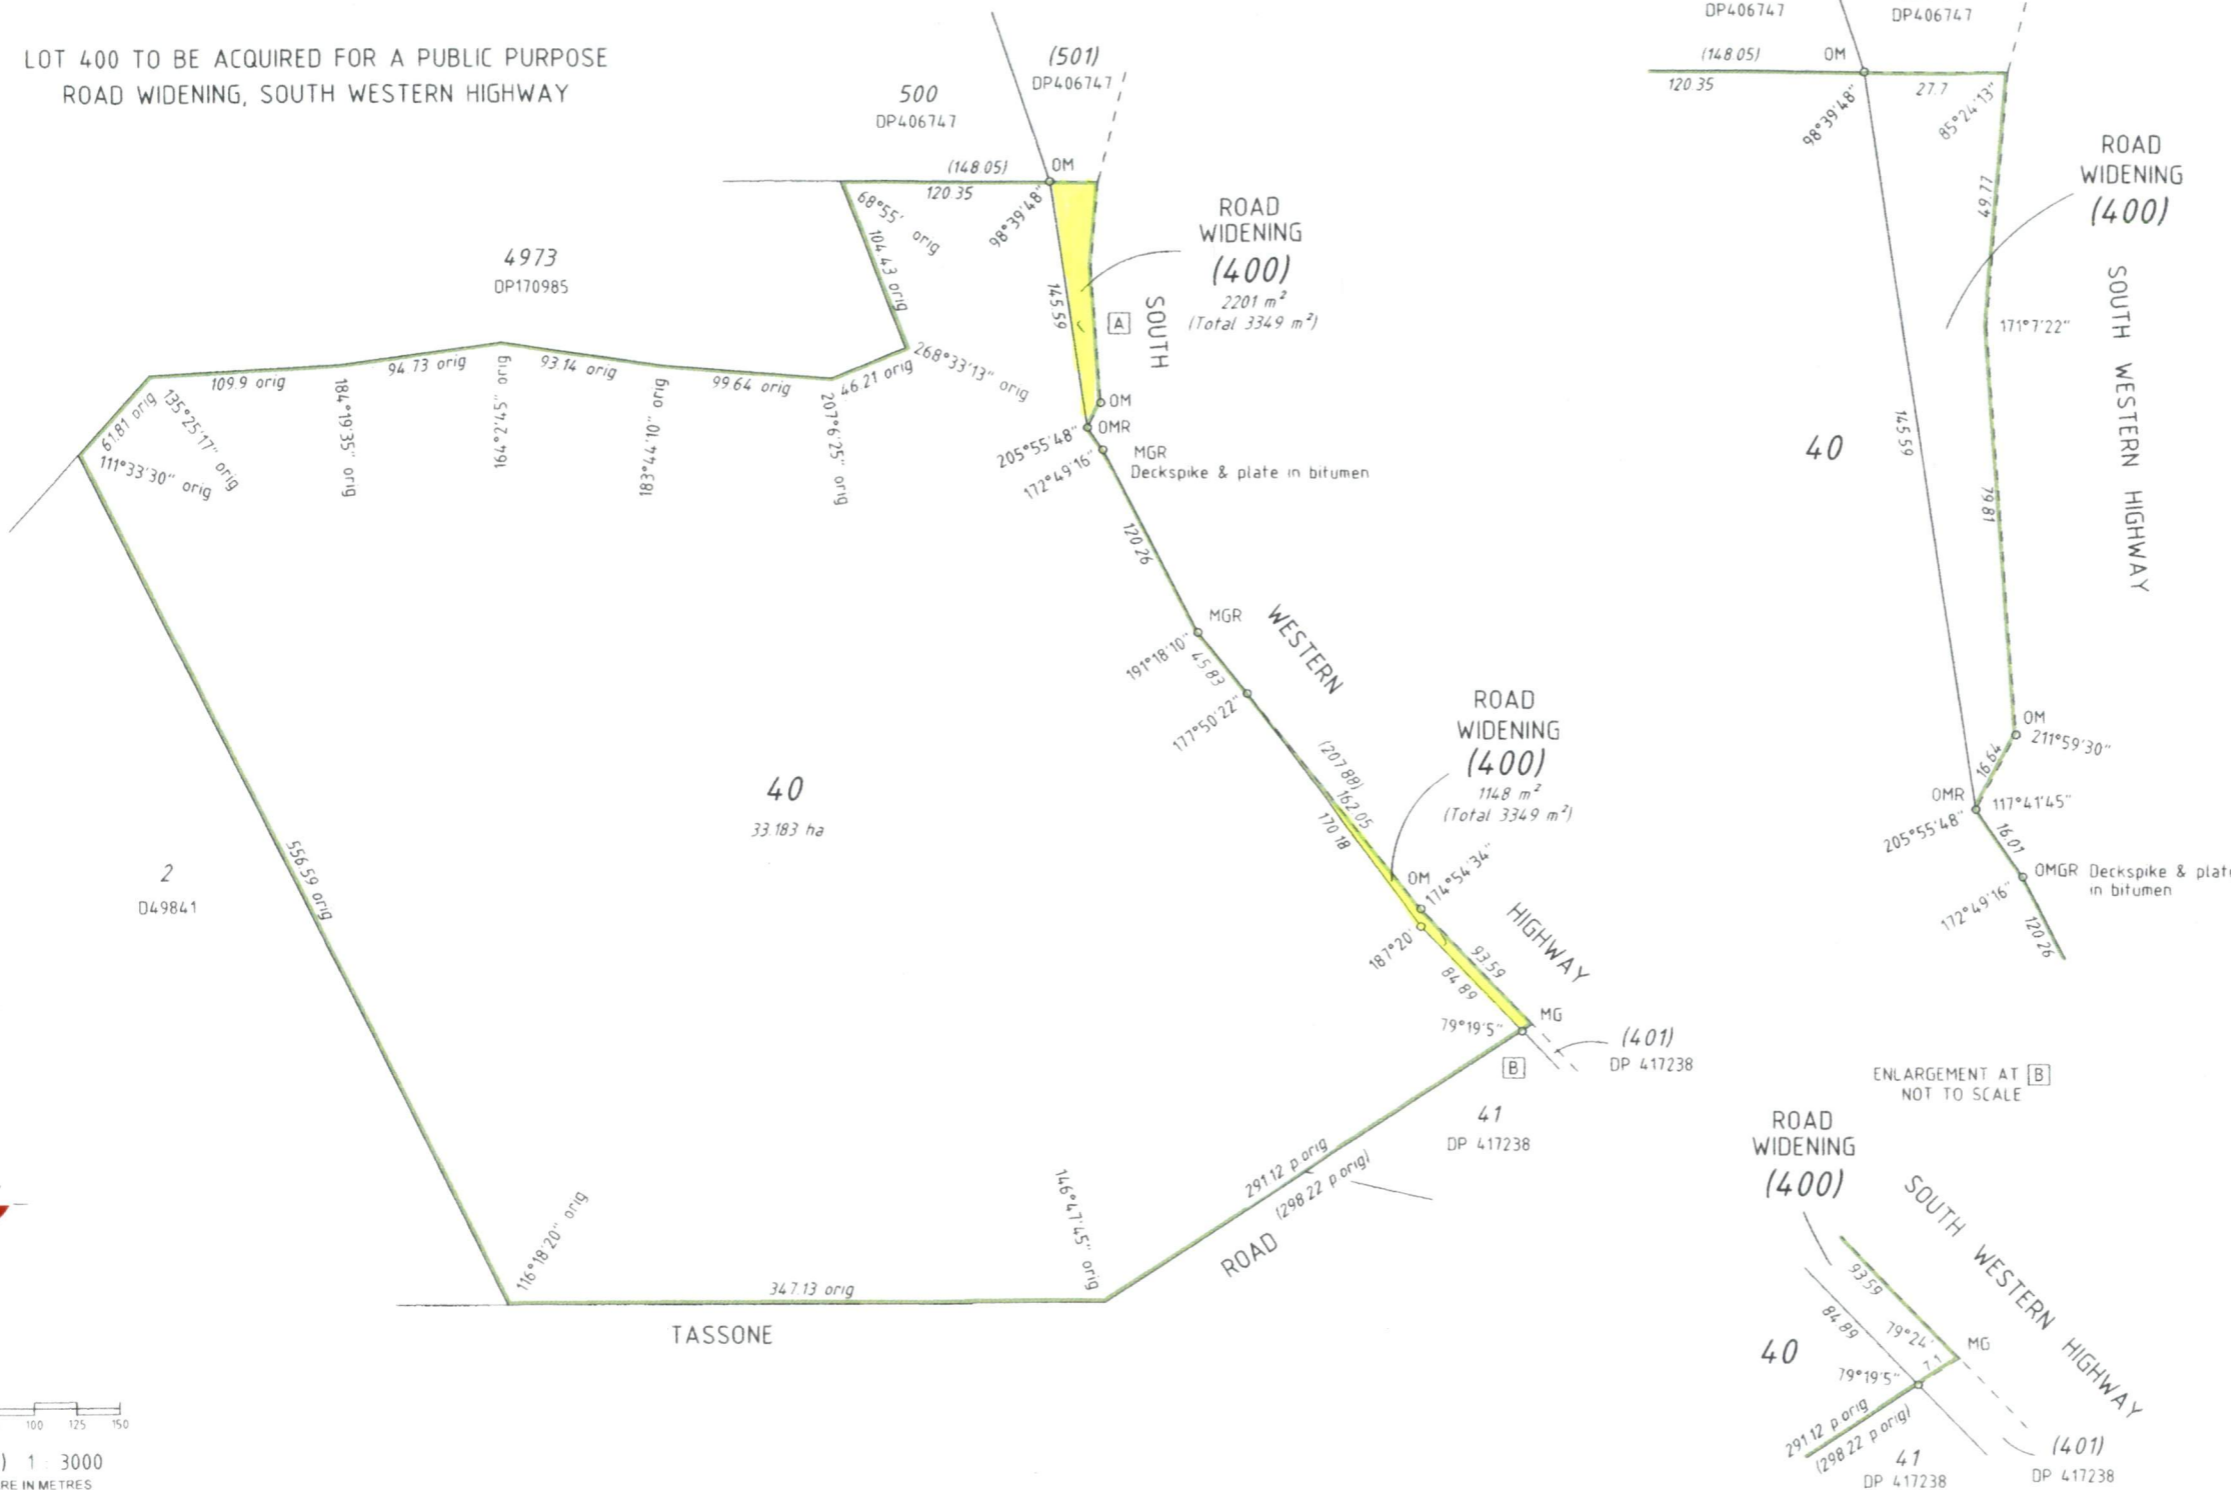 LOT 400 TO BE ACQUIRED FOR A PUBLIC PURPOSE
ROAD WIDENING, SOUTH WESTERN HIGHWAY
500
DP406747
(501)
DP406747
(148.05)
OM
120.35
98°39'48"
68°55' orig
104.43 orig
268°33'13" orig
4973
DP170985
ROAD
WIDENING
(400)
2201 m²
(Total 3349 m²)
145.59
A
SOUTH
OM
OMR
205°55'48"
172°49'16"
MGR
Deckspike & plate in bitumen
61.81 orig
111°33'30" orig
135°25'17" orig
109.9 orig
184°19'35" orig
94.73 orig
164°2'45" orig
93.14 orig
183°44'10" orig
99.64 orig
207°6'25" orig
46.21 orig
120.26
MGR
191°18'10"
45.83
177°50'22"
WESTERN
(207.88)
162.05
170.18
ROAD
WIDENING
(400)
1148 m²
(Total 3349 m²)
OM
174°54'34"
187°20'
HIGHWAY
93.59
84.89
79°19'5"
MG
(401)
DP 417238
B
41
DP 417238
40
33.183 ha
2
D49841
556.59 orig
116°18'20" orig
347.13 orig
146°47'45" orig
291.12 p orig
(298.22 p orig)
ROAD
TASSONE
100 125 150
) 1 : 3000
RE IN METRES
DP406747
DP406747
(148.05)
OM
120.35
27.7
98°39'48"
85°24'13"
49.77
ROAD
WIDENING
(400)
171°7'22"
SOUTH WESTERN HIGHWAY
40
145.59
79.81
OM
211°59'30"
16.64
OMR
117°41'45"
205°55'48"
16.01
OMGR Deckspike & plate
in bitumen
172°49'16"
120.26
ENLARGEMENT AT B
NOT TO SCALE
ROAD
WIDENING
(400)
SOUTH WESTERN HIGHWAY
93.59
84.89
79°24'
MG
7.1
40
79°19'5"
291.12 p orig
(298.22 p orig)
41
DP 417238
(401)
DP 417238